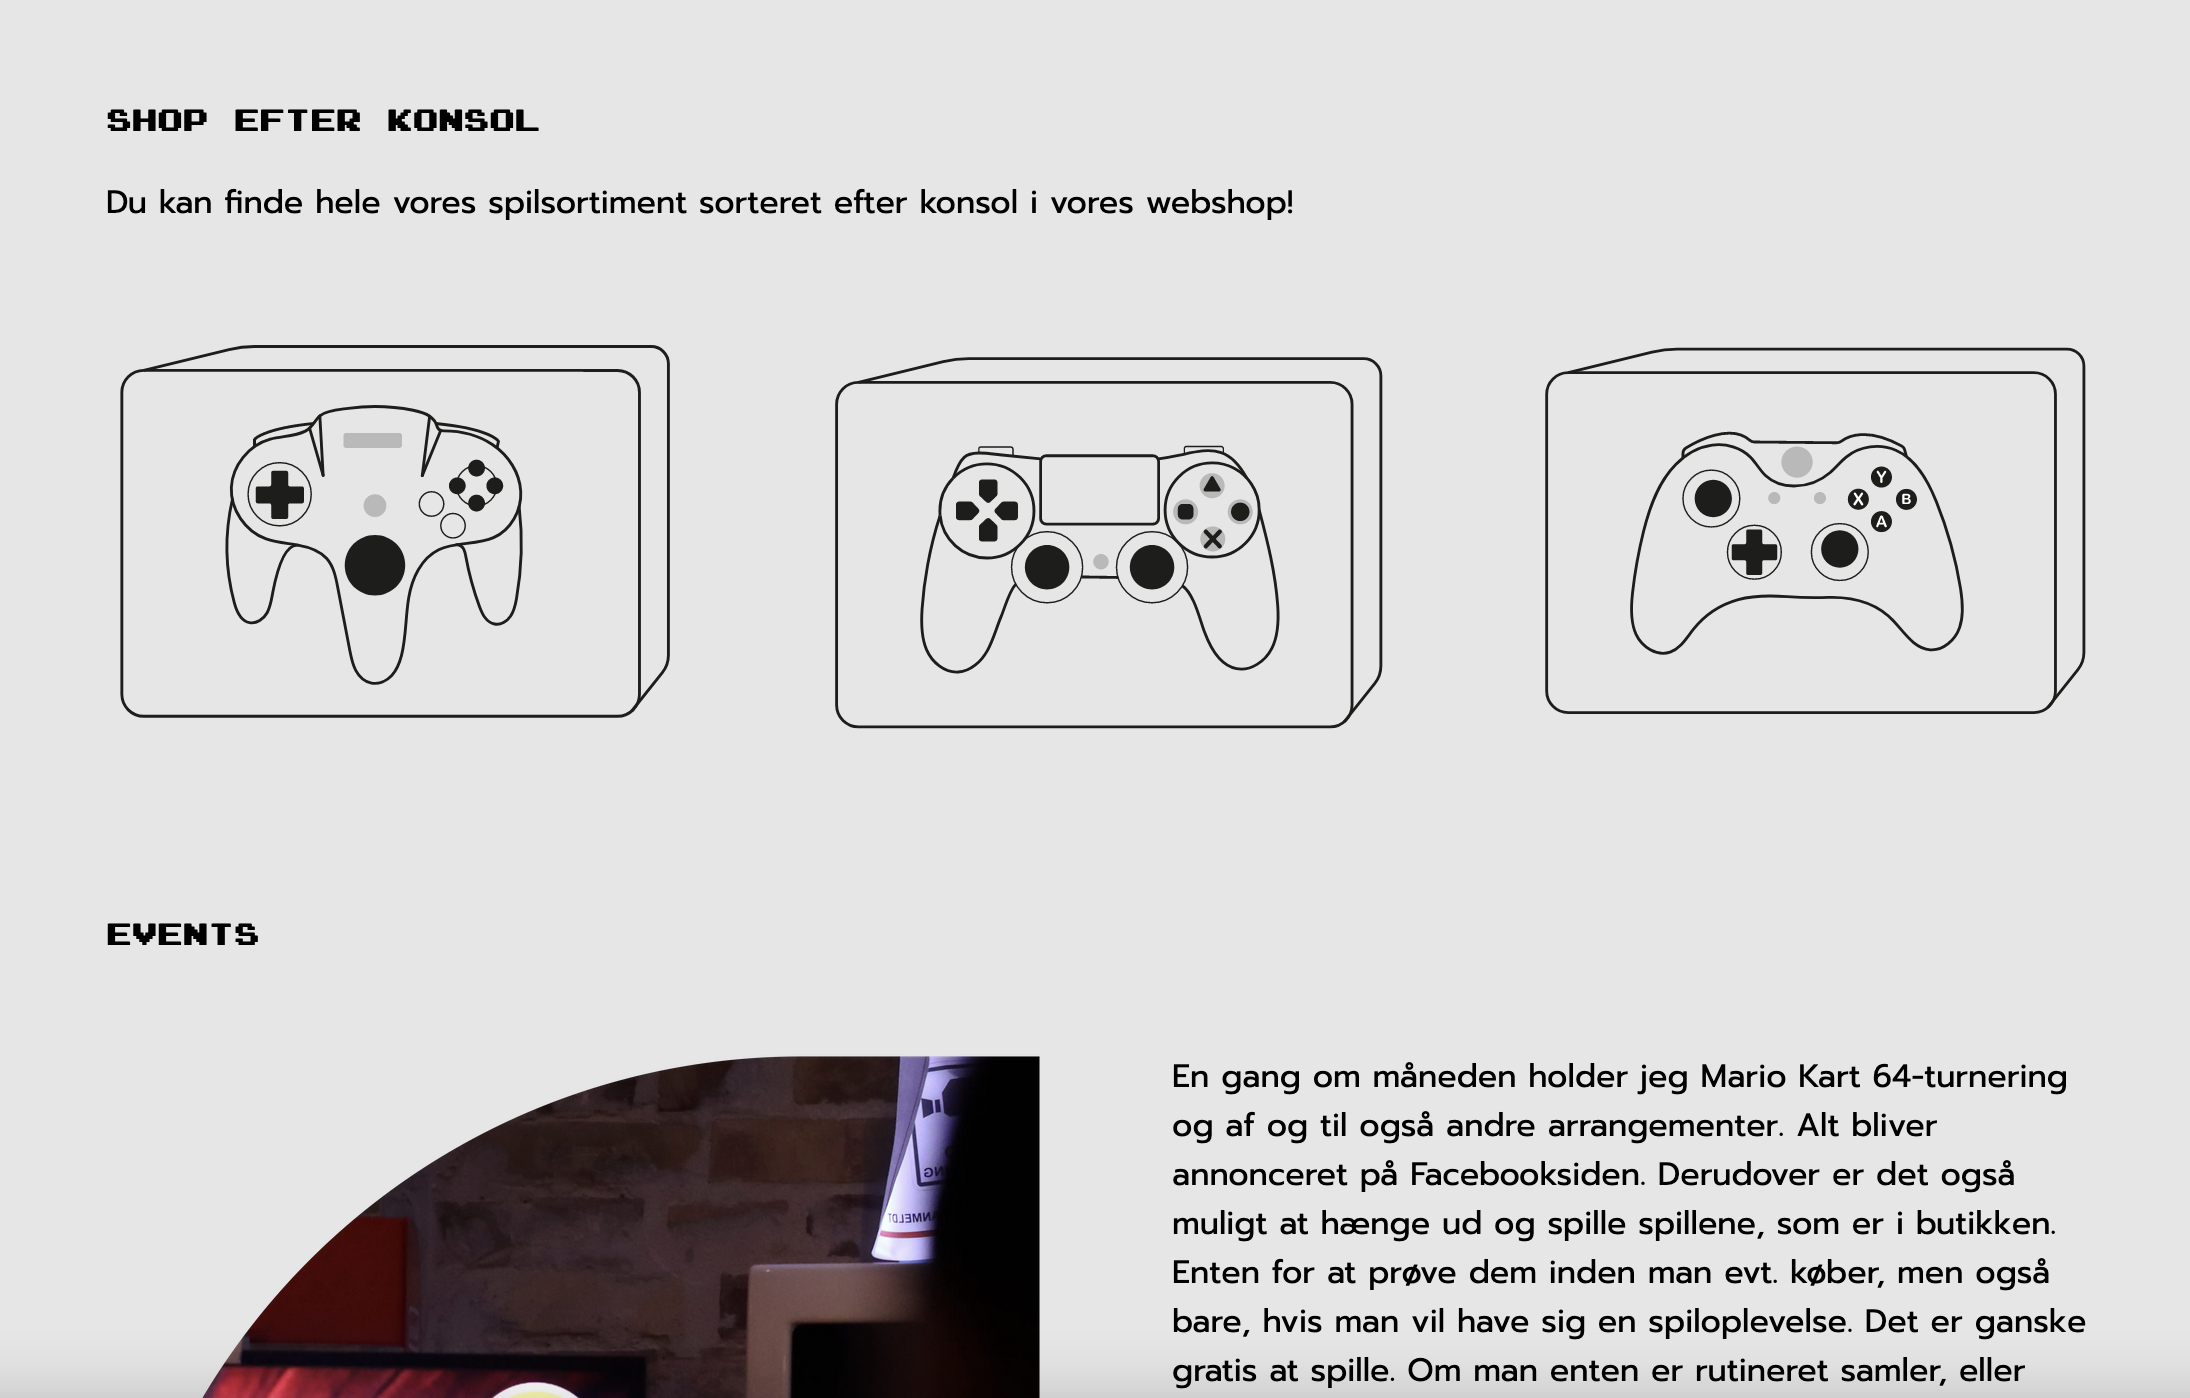 SHOP EFTER KONSOL
Du kan finde hele vores spilsortiment sorteret efter konsol i vores webshop!
Y
X
B
A
EVENTS
En gang om måneden holder jeg Mario Kart 64-turnering
og af og til også andre arrangementer. Alt bliver
annonceret på Facebooksiden. Derudover er det også
muligt at hænge ud og spille spillene, som er i butikken.
Enten for at prøve dem inden man evt. køber, men også
bare, hvis man vil have sig en spiloplevelse. Det er ganske
gratis at spille. Om man enten er rutineret samler, eller